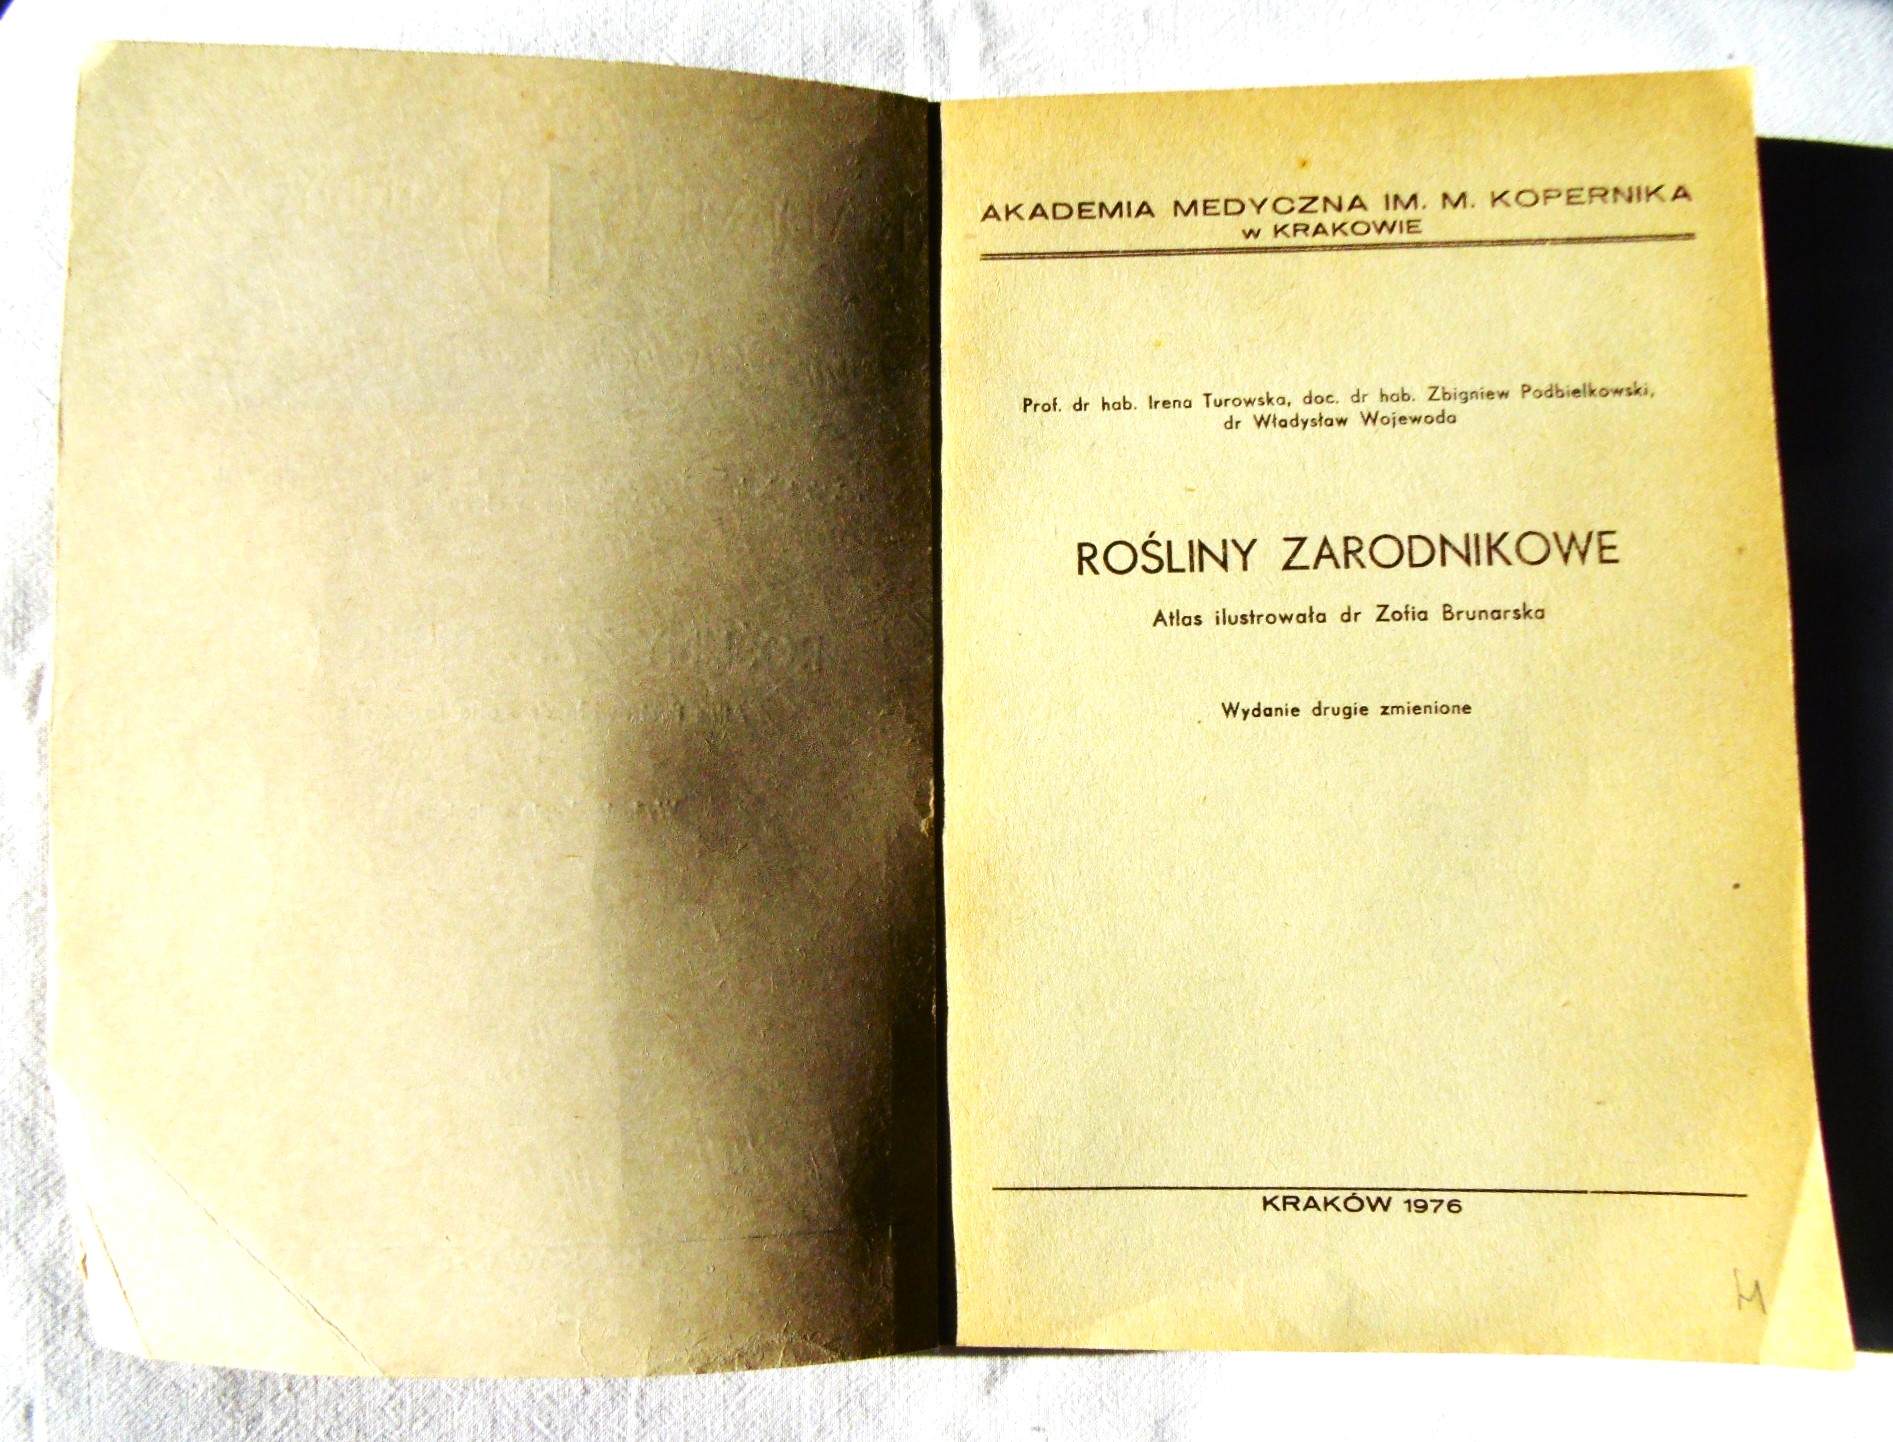 AKADEMIA MEDYCZNA IM. M. KOPERNIKA
w KRAKOWIE
Prof. dr hab. Irena Turowska, doc. dr hab. Zbigniew Podbielkowski,
dr Władysław Wojewoda
ROŚLINY ZARODNIKOWE
Atlas ilustrowała dr Zofia Brunarska
Wydanie drugie zmienione
KRAKÓW 1976